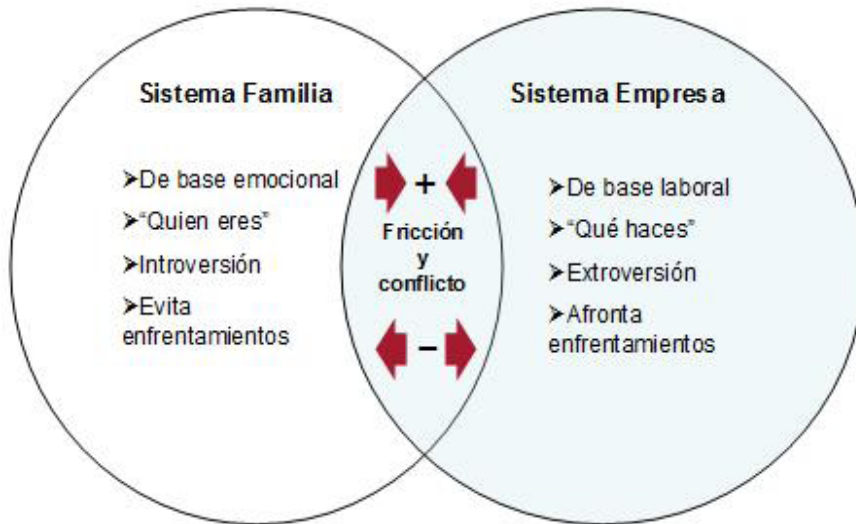 Sistema Familia
➤De base emocional
➤“Quien eres”
➤Introversión
➤Evita
enfrentamientos
+
Fricción
y
conflicto
−
Sistema Empresa
➤De base laboral
➤“Qué haces”
➤Extroversión
➤Afronta
enfrentamientos